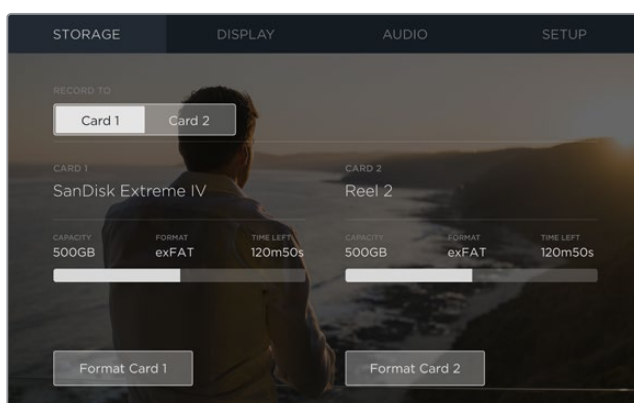 STORAGE DISPLAY AUDIO SETUP
RECORD TO
Card 1 Card 2
CARD 1 CARD 2
SanDisk Extreme IV Reel 2
CAPACITY FORMAT TIME LEFT CAPACITY FORMAT TIME LEFT
500GB exFAT 120m50s 500GB exFAT 120m50s
Format Card 1 Format Card 2